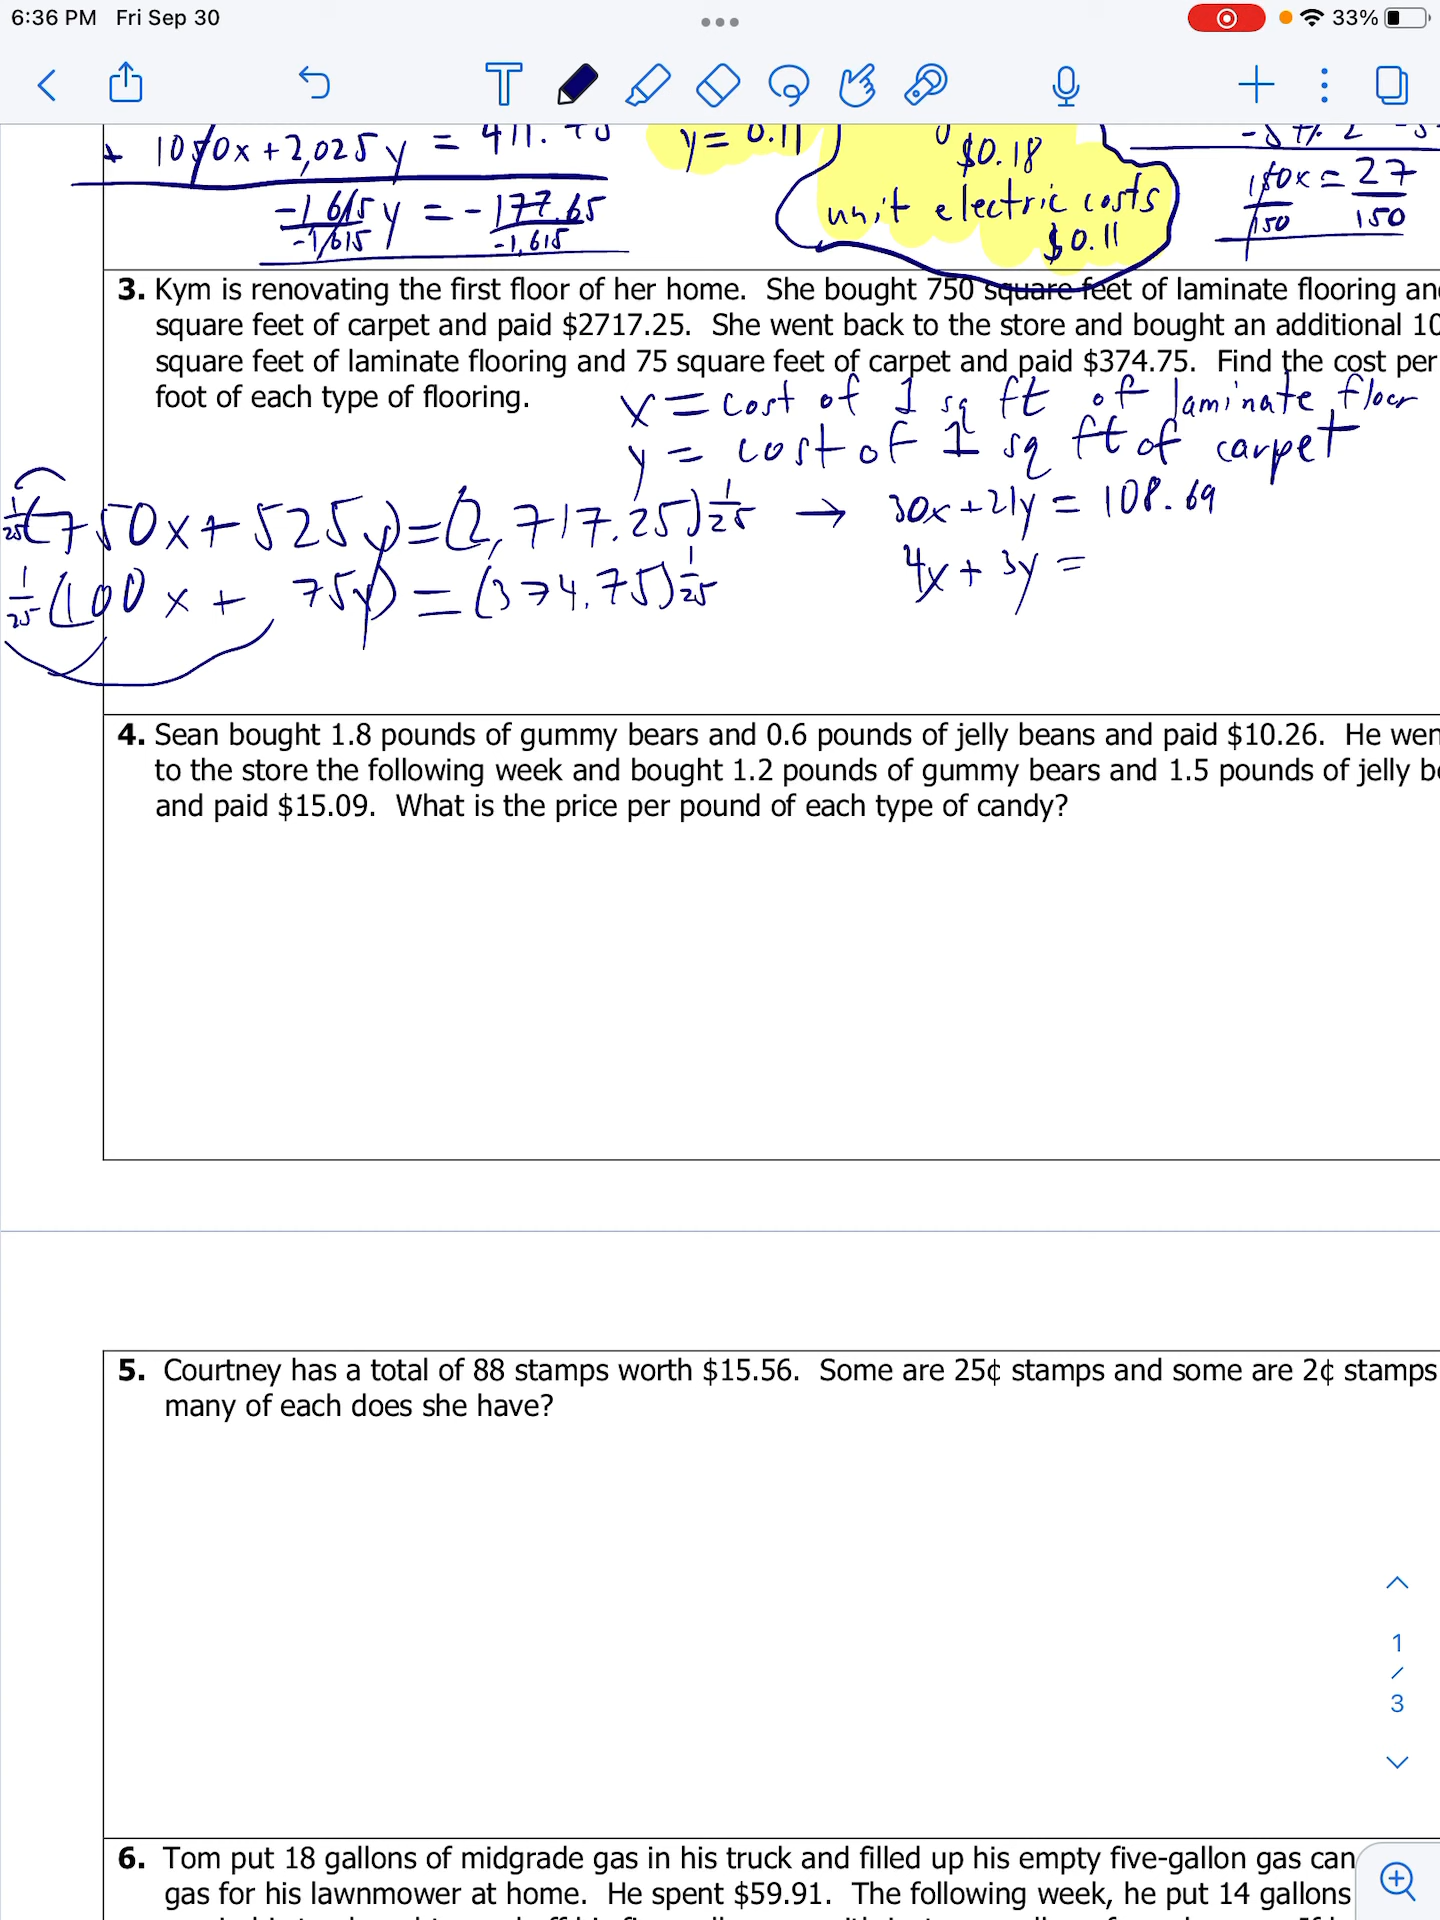 6:36 PM Fri Sep 30
33%
T
+ 1050x + 2,025y = 411.
y = 0.11
$0.18
unit electric costs
$0.11
-1615y = -177.65
-1,615 -1,615
150x = 27
150 150
3. Kym is renovating the first floor of her home. She bought 750 square feet of laminate flooring
square feet of carpet and paid $2717.25. She went back to the store and bought an additional 10
square feet of laminate flooring and 75 square feet of carpet and paid $374.75. Find the cost per
foot of each type of flooring.
x = cost of 1 sq ft of laminate floor
y = cost of 1 sq ft of carpet
1/25(750x + 525y) = (2,717.25)1/25 → 30x + 21y = 108.69
1/25(100x + 75y) = (374.75)1/25 4x + 3y =
4. Sean bought 1.8 pounds of gummy bears and 0.6 pounds of jelly beans and paid $10.26. He wen
to the store the following week and bought 1.2 pounds of gummy bears and 1.5 pounds of jelly b
and paid $15.09. What is the price per pound of each type of candy?
5. Courtney has a total of 88 stamps worth $15.56. Some are 25¢ stamps and some are 2¢ stamps
many of each does she have?
1
/
3
6. Tom put 18 gallons of midgrade gas in his truck and filled up his empty five-gallon gas can
gas for his lawnmower at home. He spent $59.91. The following week, he put 14 gallons